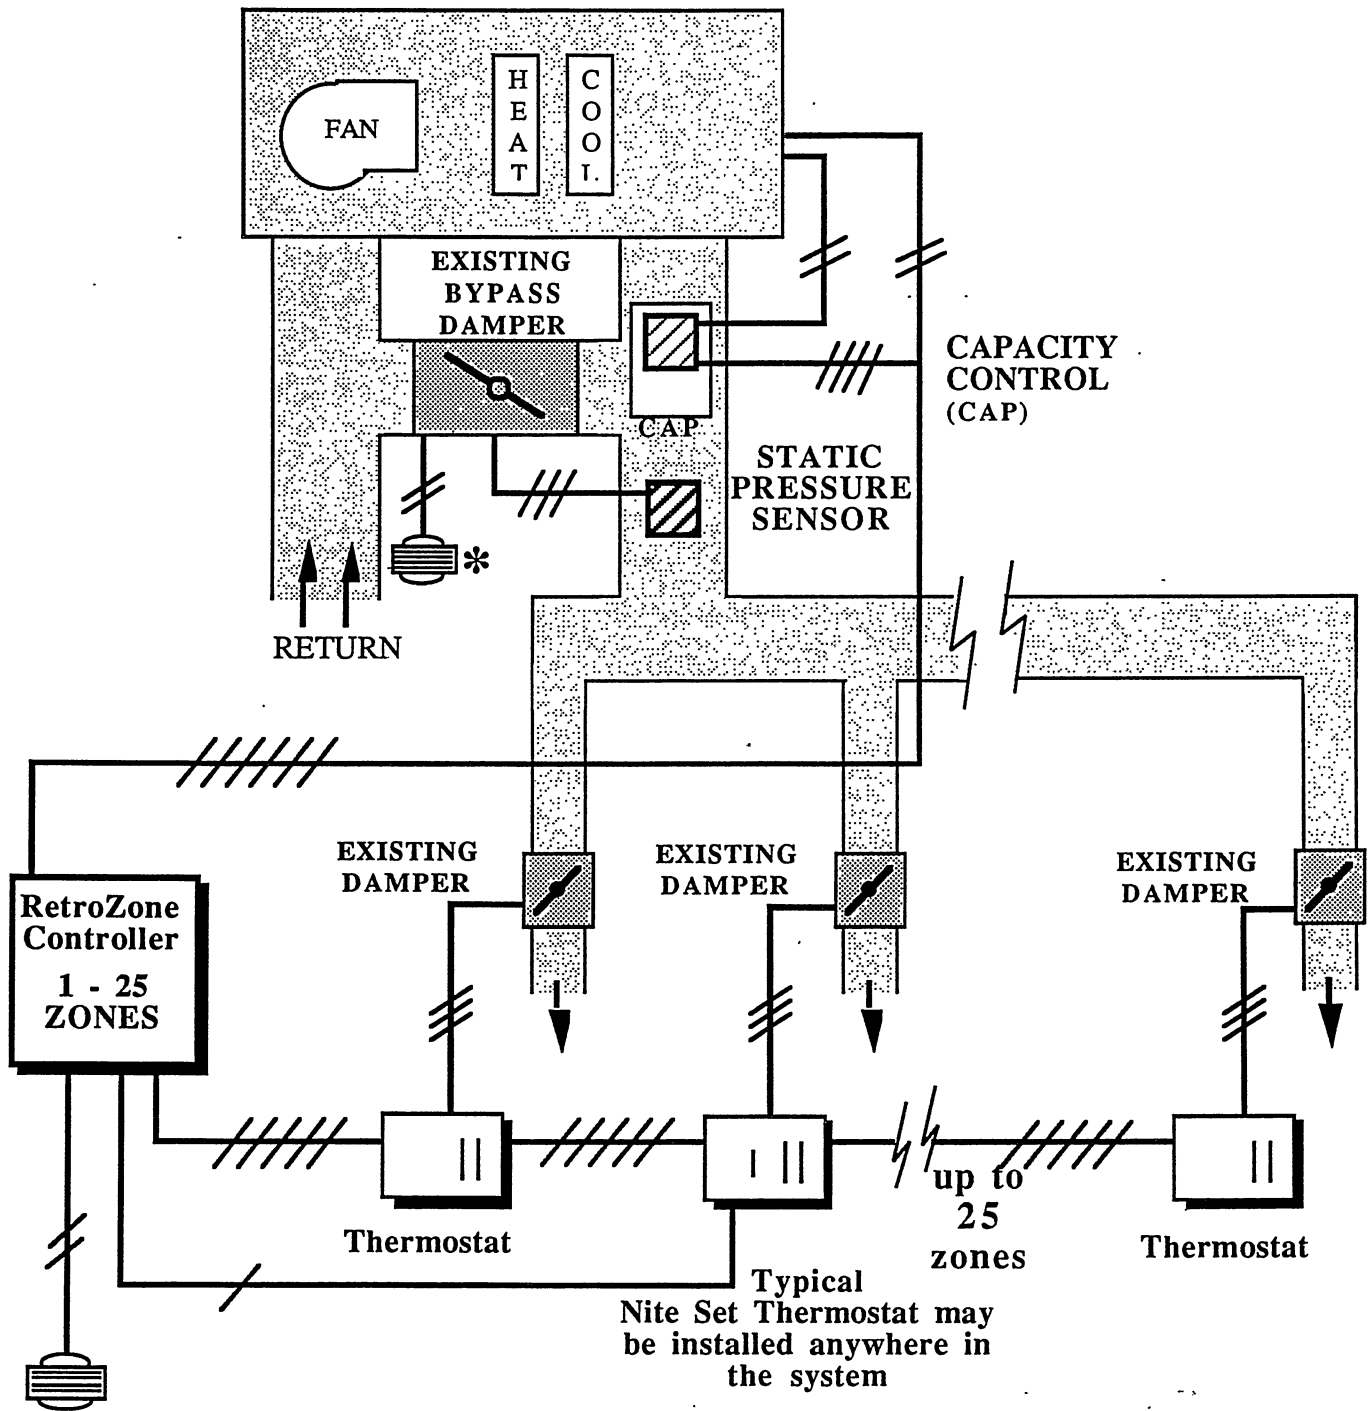 FAN
HEAT
COOL
EXISTING
BYPASS
DAMPER
CAP
CAPACITY
CONTROL
(CAP)
STATIC
PRESSURE
SENSOR
*
RETURN
EXISTING
DAMPER
EXISTING
DAMPER
EXISTING
DAMPER
RetroZone
Controller
1 - 25
ZONES
Thermostat
up to
25
zones
Thermostat
Typical
Nite Set Thermostat may
be installed anywhere in
the system